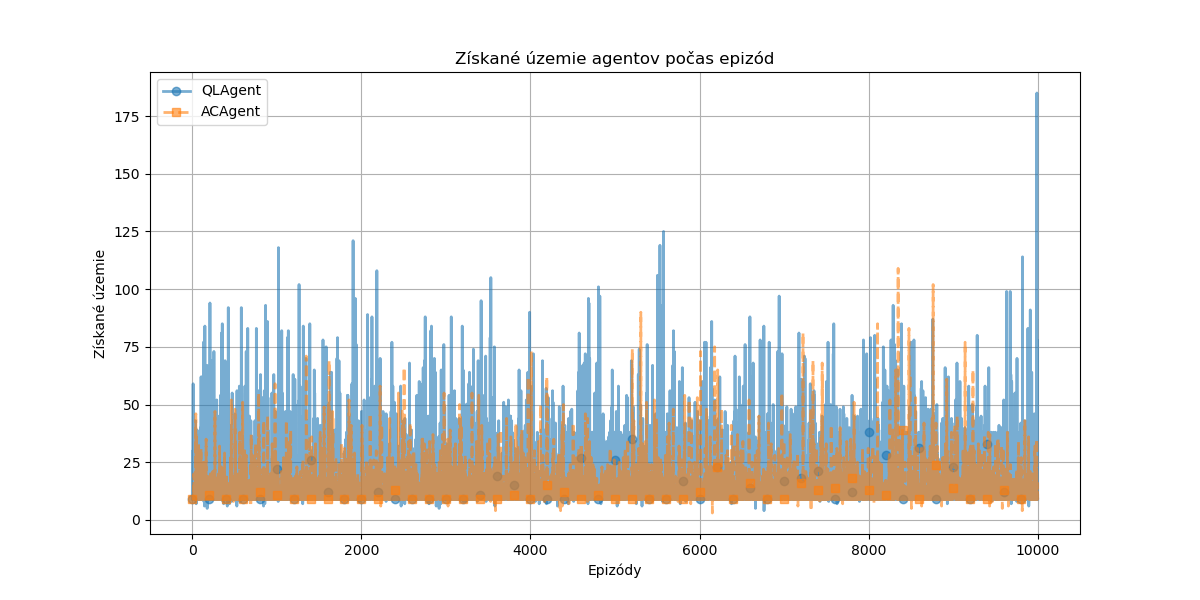 Získané územie agentov počas epizód
QLAgent
ACAgent
175
150
125
100
75
50
25
0
Získané územie
0 2000 4000 6000 8000 10000
Epizódy